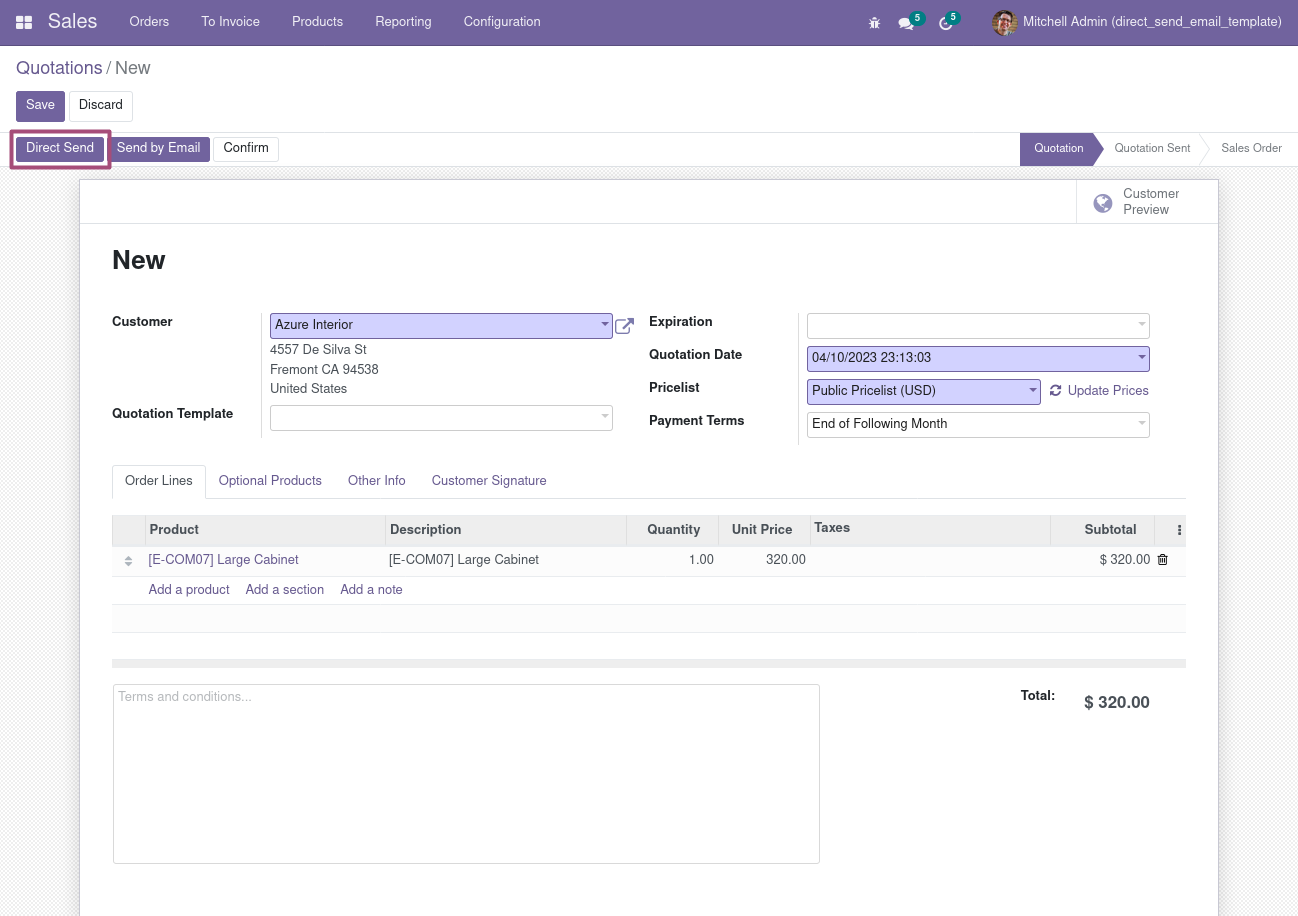 Sales Orders To Invoice Products Reporting Configuration 5 5 Mitchell Admin (direct_send_email_template)
Quotations / New
Save Discard
Direct Send Send by Email Confirm Quotation Quotation Sent Sales Order
Customer
Preview
New
Customer Azure Interior Expiration
4557 De Silva St
Fremont CA 94538
United States
Quotation Date 04/10/2023 23:13:03
Pricelist Public Pricelist (USD) Update Prices
Quotation Template
Payment Terms End of Following Month
Order Lines Optional Products Other Info Customer Signature
Product Description Quantity Unit Price Taxes Subtotal
[E-COM07] Large Cabinet [E-COM07] Large Cabinet 1.00 320.00 $ 320.00
Add a product Add a section Add a note
Terms and conditions...
Total: $ 320.00